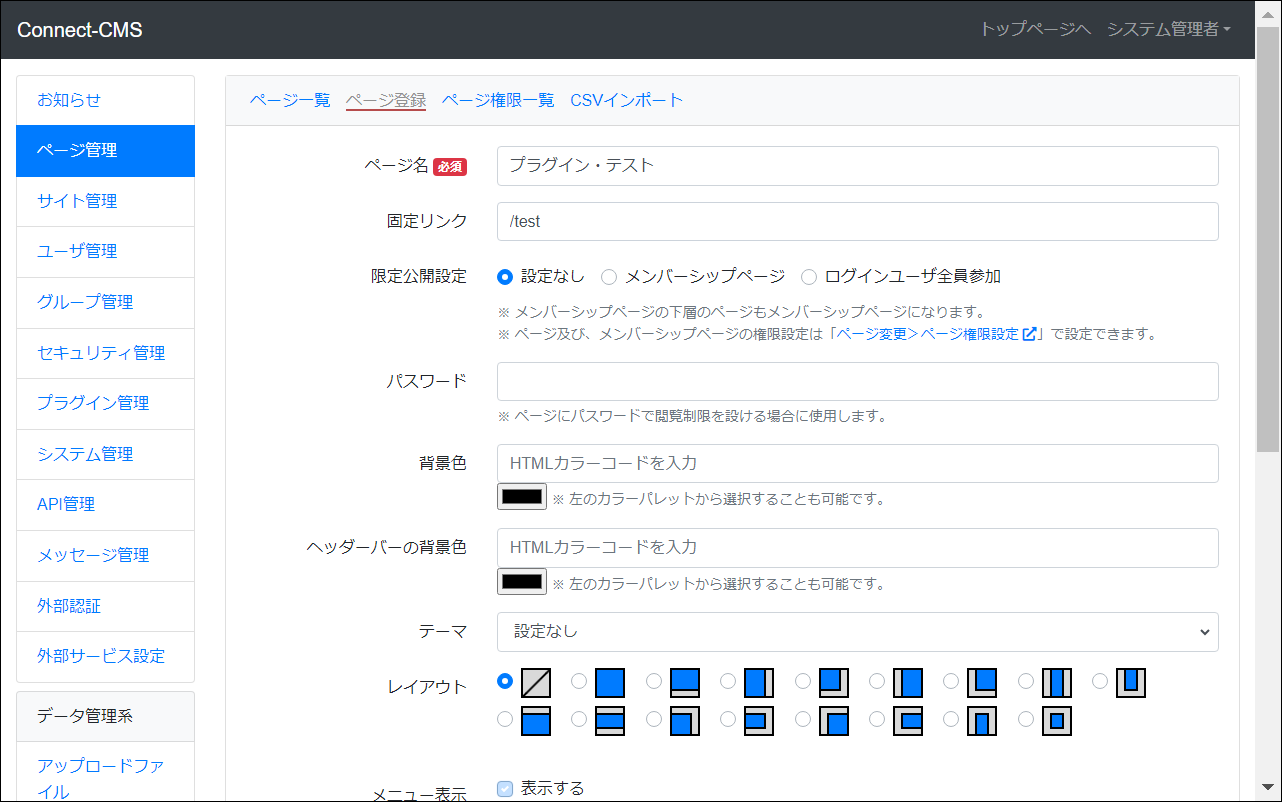 Connect-CMS
トップページへ システム管理者
お知らせ
ページ管理
サイト管理
ユーザ管理
グループ管理
セキュリティ管理
プラグイン管理
システム管理
API管理
メッセージ管理
外部認証
外部サービス設定
データ管理系
アップロードファ
イル
ページ一覧 ページ登録 ページ権限一覧 CSVインポート
ページ名 必須 プラグイン・テスト
固定リンク /test
限定公開設定 設定なし メンバーシップページ ログインユーザ全員参加
※ メンバーシップページの下層のページもメンバーシップページになります。
※ ページ及び、メンバーシップページの権限設定は「ページ変更＞ページ権限設定」で設定できます。
パスワード
※ ページにパスワードで閲覧制限を設ける場合に使用します。
背景色 HTMLカラーコードを入力
※ 左のカラーパレットから選択することも可能です。
ヘッダーバーの背景色 HTMLカラーコードを入力
※ 左のカラーパレットから選択することも可能です。
テーマ 設定なし
レイアウト
メニュー表示 表示する